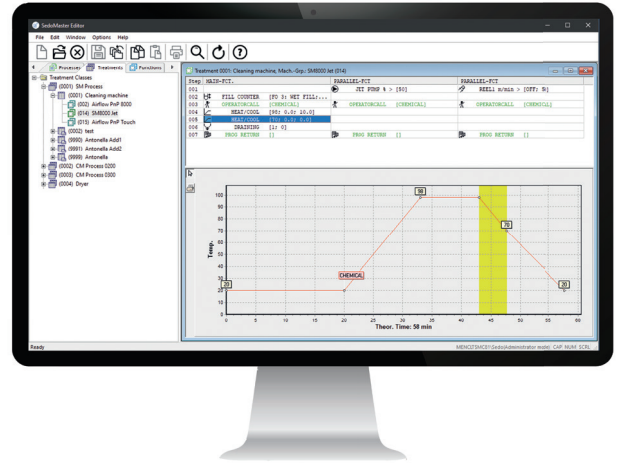 SedoMaster Editor
File Edit Window Options Help
Processes Treatments Functions
Treatment Classes
(0001) SM Process
(0001) Cleaning machine
(002) Airflow PnP 8000
(014) SM8000 Jet
(015) Airflow PnP Touch
(0002) test
(9990) Antonella Add1
(9991) Antonella Add2
(9999) Antonella
(0002) CM Process 0200
(0003) CM Process 0300
(0004) Dryer
Treatment 0001: Cleaning machine, Mach.-Grp.: SM8000 Jet (014)
Step MAIN-FCT. PARALLEL-FCT PARALLEL-FCT
001 JET PUMP % > [50] REEL1 m/min > [OFF;
002 FILL COUNTER [FD 3: WET FILL;...
003 OPERATORCALL [CHEMICAL] OPERATORCALL [CHEMICAL] OPERATORCALL [CHEMICAL]
004 HEAT/COOL [98; 0.0; 10.0]
005 HEAT/COOL [70; 0.0; 0.0]
006 DRAINING [1; 0]
007 PROG RETURN [] PROG RETURN [] PROG RETURN []
100
90
80
70
60
50
40
30
20
10
0
Temp.
20
CHEMICAL
98
70
20
0 5 10 15 20 25 30 35 40 45 50 55 60
Theor. Time: 58 min
Ready
MENCLTSMC01\Sedo(Administrator mode) CAP NUM SCRL